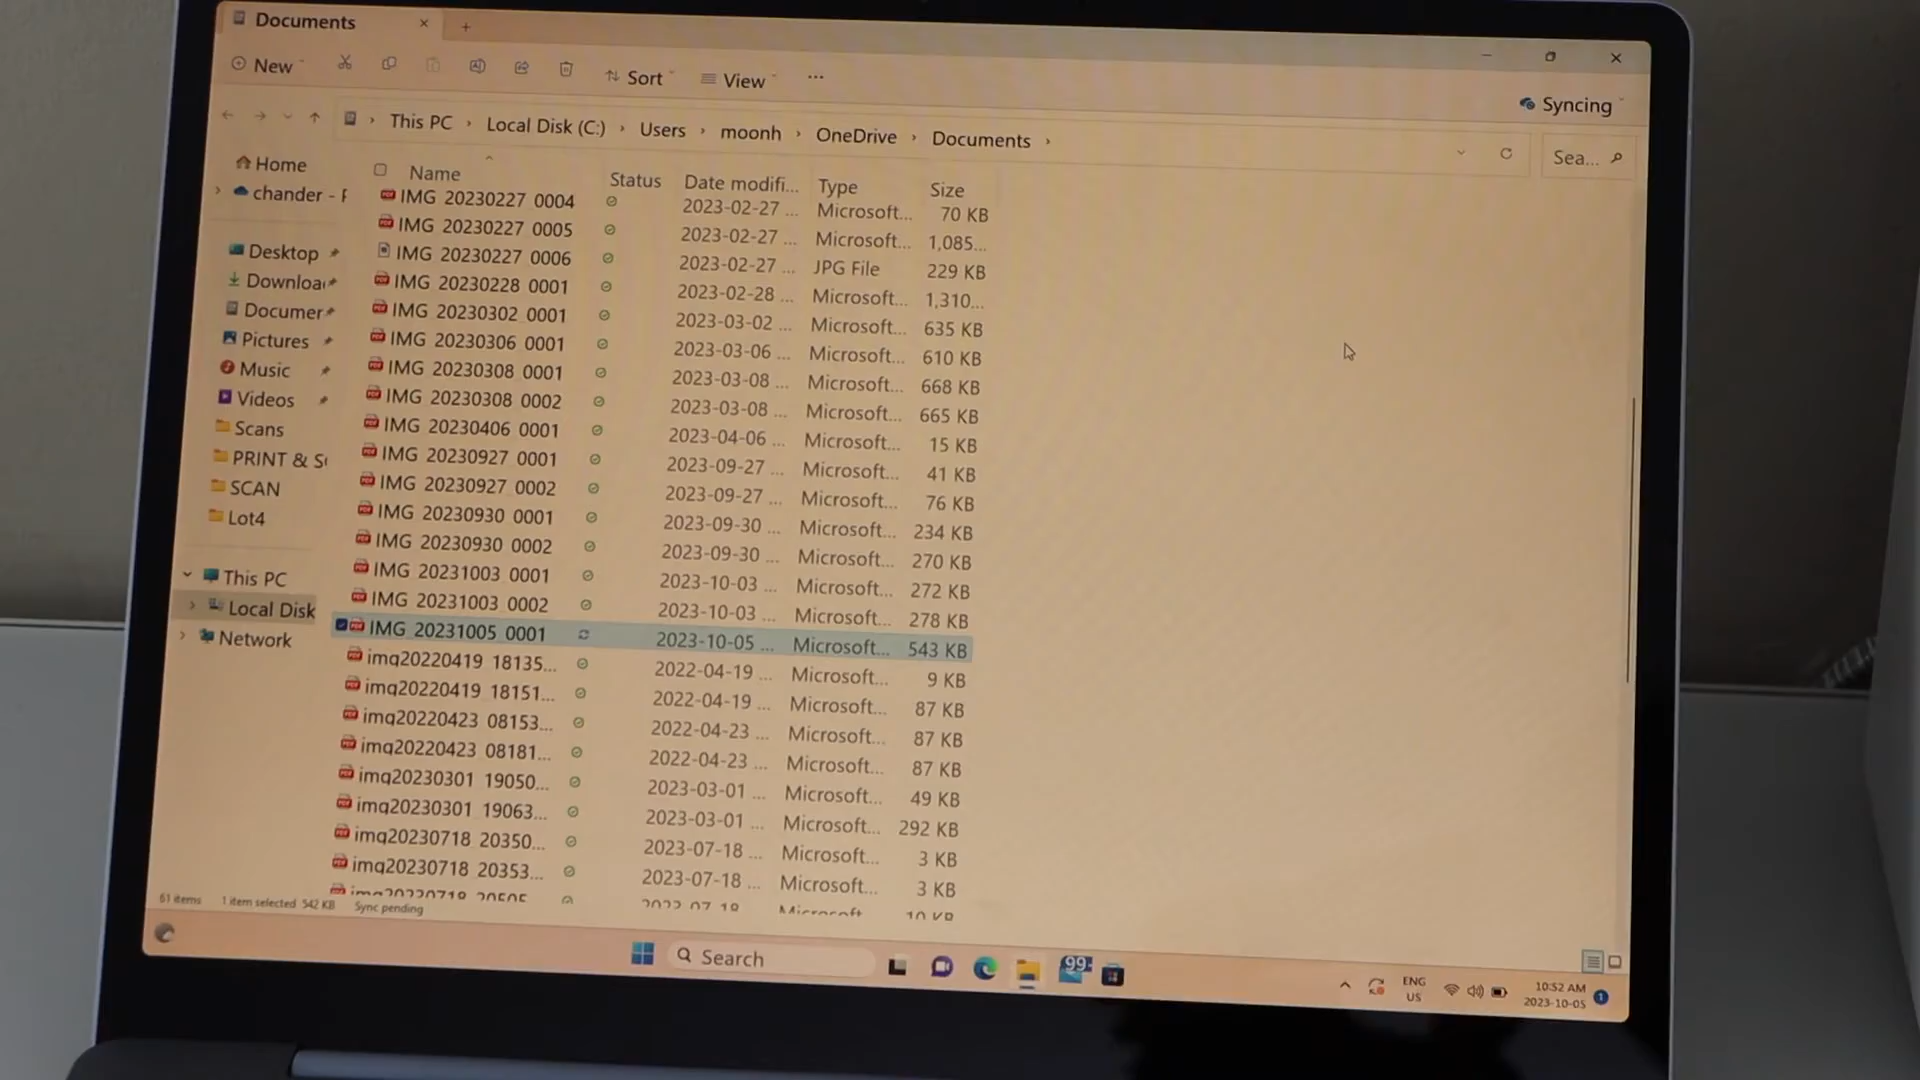 Documents
New
Sort
View
Syncing
This PC › Local Disk (C:) › Users › moonh › OneDrive › Documents ›
Sea...
Home
chander - F
Desktop
Downloa
Documer
Pictures
Music
Videos
Scans
PRINT & S
SCAN
Lot4
This PC
Local Disk
Network
Name Status Date modifi... Type Size
IMG 20230227 0004 2023-02-27 ... Microsoft... 70 KB
IMG 20230227 0005 2023-02-27 ... Microsoft... 1,085...
IMG 20230227 0006 2023-02-27 ... JPG File 229 KB
IMG 20230228 0001 2023-02-28 ... Microsoft... 1,310...
IMG 20230302 0001 2023-03-02 ... Microsoft... 635 KB
IMG 20230306 0001 2023-03-06 ... Microsoft... 610 KB
IMG 20230308 0001 2023-03-08 ... Microsoft... 668 KB
IMG 20230308 0002 2023-03-08 ... Microsoft... 665 KB
IMG 20230406 0001 2023-04-06 ... Microsoft... 15 KB
IMG 20230927 0001 2023-09-27 ... Microsoft... 41 KB
IMG 20230927 0002 2023-09-27 ... Microsoft... 76 KB
IMG 20230930 0001 2023-09-30 ... Microsoft... 234 KB
IMG 20230930 0002 2023-09-30 ... Microsoft... 270 KB
IMG 20231003 0001 2023-10-03 ... Microsoft... 272 KB
IMG 20231003 0002 2023-10-03 ... Microsoft... 278 KB
IMG 20231005 0001 2023-10-05 ... Microsoft... 543 KB
img20220419 18135... 2022-04-19 ... Microsoft... 9 KB
img20220419 18151... 2022-04-19 ... Microsoft... 87 KB
img20220423 08153... 2022-04-23 ... Microsoft... 87 KB
img20220423 08181... 2022-04-23 ... Microsoft... 87 KB
img20230301 19050... 2023-03-01 ... Microsoft... 49 KB
img20230301 19063... 2023-03-01 ... Microsoft... 292 KB
img20230718 20350... 2023-07-18 ... Microsoft... 3 KB
img20230718 20353... 2023-07-18 ... Microsoft... 3 KB
61 items 1 item selected 542 KB Sync pending
Search
99+
ENG
US
10:52 AM
2023-10-05
1